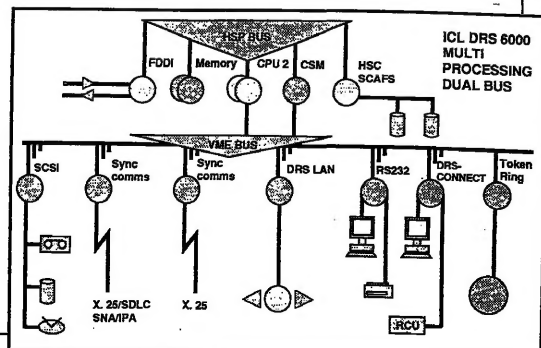 HSP BUS
ICL DRS 6000
MULTI
PROCESSING
DUAL BUS
FDDI
Memory
CPU 2
CSM
HSC
SCAFS
VME BUS
SCSI
Sync
comms
Sync
comms
DRS LAN
RS232
DRS-
CONNECT
Token
Ring
X. 25/SDLC
SNA/IPA
X. 25
RCU